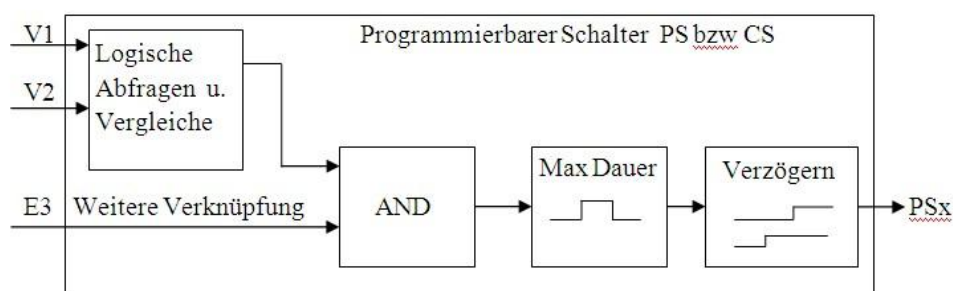 V1
Programmierbarer Schalter PS bzw CS
Logische
Abfragen u.
Vergleiche
V2
E3
Weitere Verknüpfung
AND
Max Dauer
Verzögern
PSx